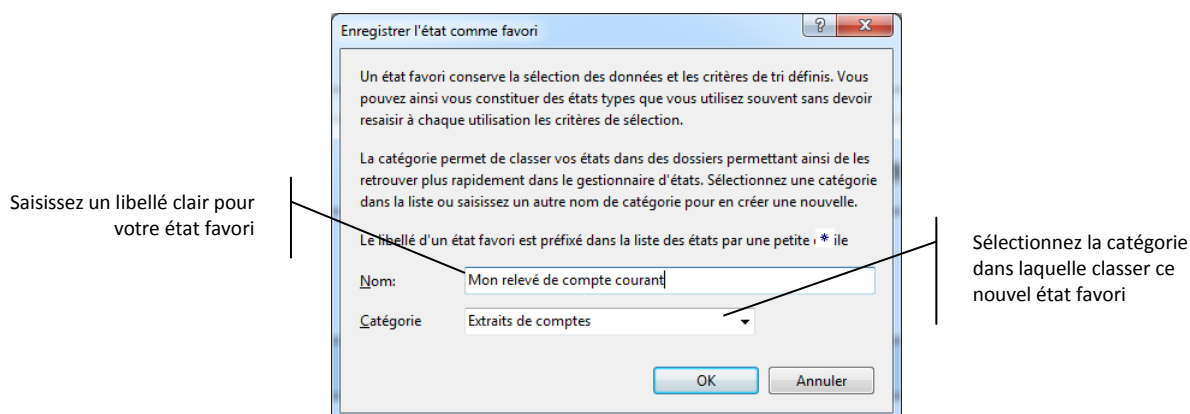 Enregistrer l'état comme favori
Un état favori conserve la sélection des données et les critères de tri définis. Vous
pouvez ainsi vous constituer des états types que vous utilisez souvent sans devoir
resaisir à chaque utilisation les critères de sélection.
La catégorie permet de classer vos états dans des dossiers permettant ainsi de les
retrouver plus rapidement dans le gestionnaire d'états. Sélectionnez une catégorie
dans la liste ou saisissez un autre nom de catégorie pour en créer une nouvelle.
Le libellé d'un état favori est préfixé dans la liste des états par une petite * ile
Nom: Mon relevé de compte courant
Catégorie Extraits de comptes
OK Annuler
Saisissez un libellé clair pour
votre état favori
Sélectionnez la catégorie
dans laquelle classer ce
nouvel état favori